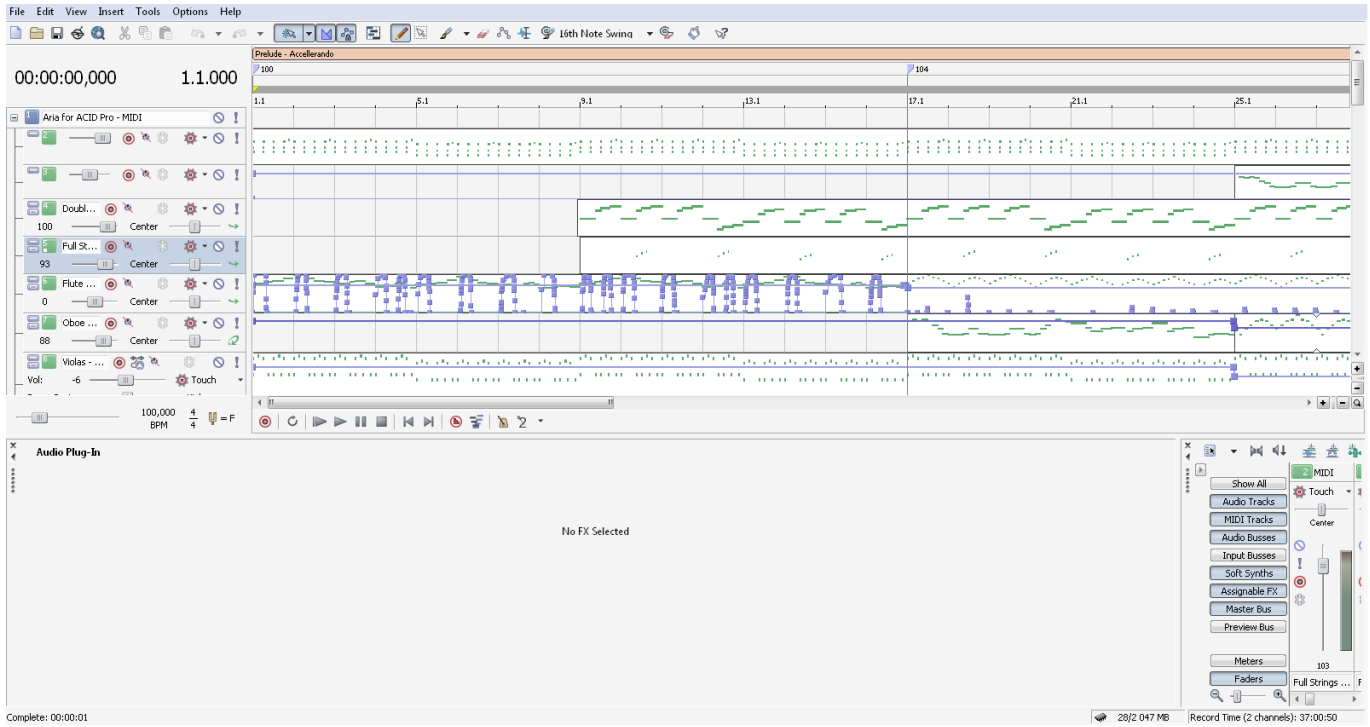 File Edit View Insert Tools Options Help
16th Note Swing
00:00:00,000 1.1.000
Prelude - Accellerando
100 104
1.1 5.1 9.1 13.1 17.1 21.1 25.1
1 Aria for ACID Pro - MIDI
2
3
4 Doubl...
100 Center
5 Full St...
93 Center
6 Flute ...
0 Center
7 Oboe ...
88 Center
8 Violas - ...
Vol: -6 Touch
100,000 BPM 4/4 = F
2
Audio Plug-In
No FX Selected
Show All
Audio Tracks
MIDI Tracks
Audio Busses
Input Busses
Soft Synths
Assignable FX
Master Bus
Preview Bus
Meters
Faders
2 MIDI
Touch
Center
103
Full Strings ... F
Complete: 00:00:01 28/2 047 MB Record Time (2 channels): 37:00:50